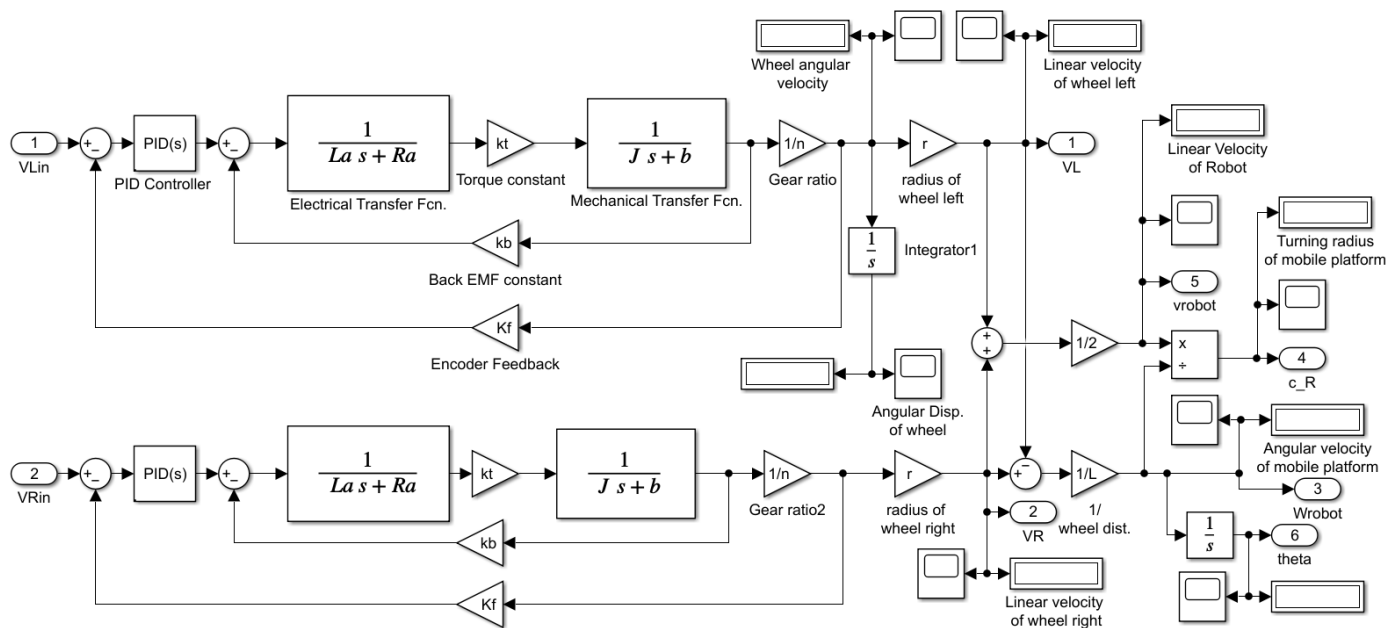 Wheel angular
velocity
Linear velocity
of wheel left
1
VLin
+
_
PID(s)
PID Controller
+
_
1
La s + Ra
Electrical Transfer Fcn.
kt
Torque constant
1
J s + b
Mechanical Transfer Fcn.
1/n
Gear ratio
r
radius of
wheel left
1
VL
Linear Velocity
of Robot
kb
Back EMF constant
1
s
Integrator1
Turning radius
of mobile platform
5
vrobot
Kf
Encoder Feedback
+
+
1/2
x
÷
4
c_R
Angular Disp.
of wheel
2
VRin
+
_
PID(s)
+
_
1
La s + Ra
kt
1
J s + b
1/n
Gear ratio2
r
radius of
wheel right
+
−
1/L
1/
wheel dist.
Angular velocity
of mobile platform
3
Wrobot
2
VR
1
s
6
theta
kb
Kf
Linear velocity
of wheel right